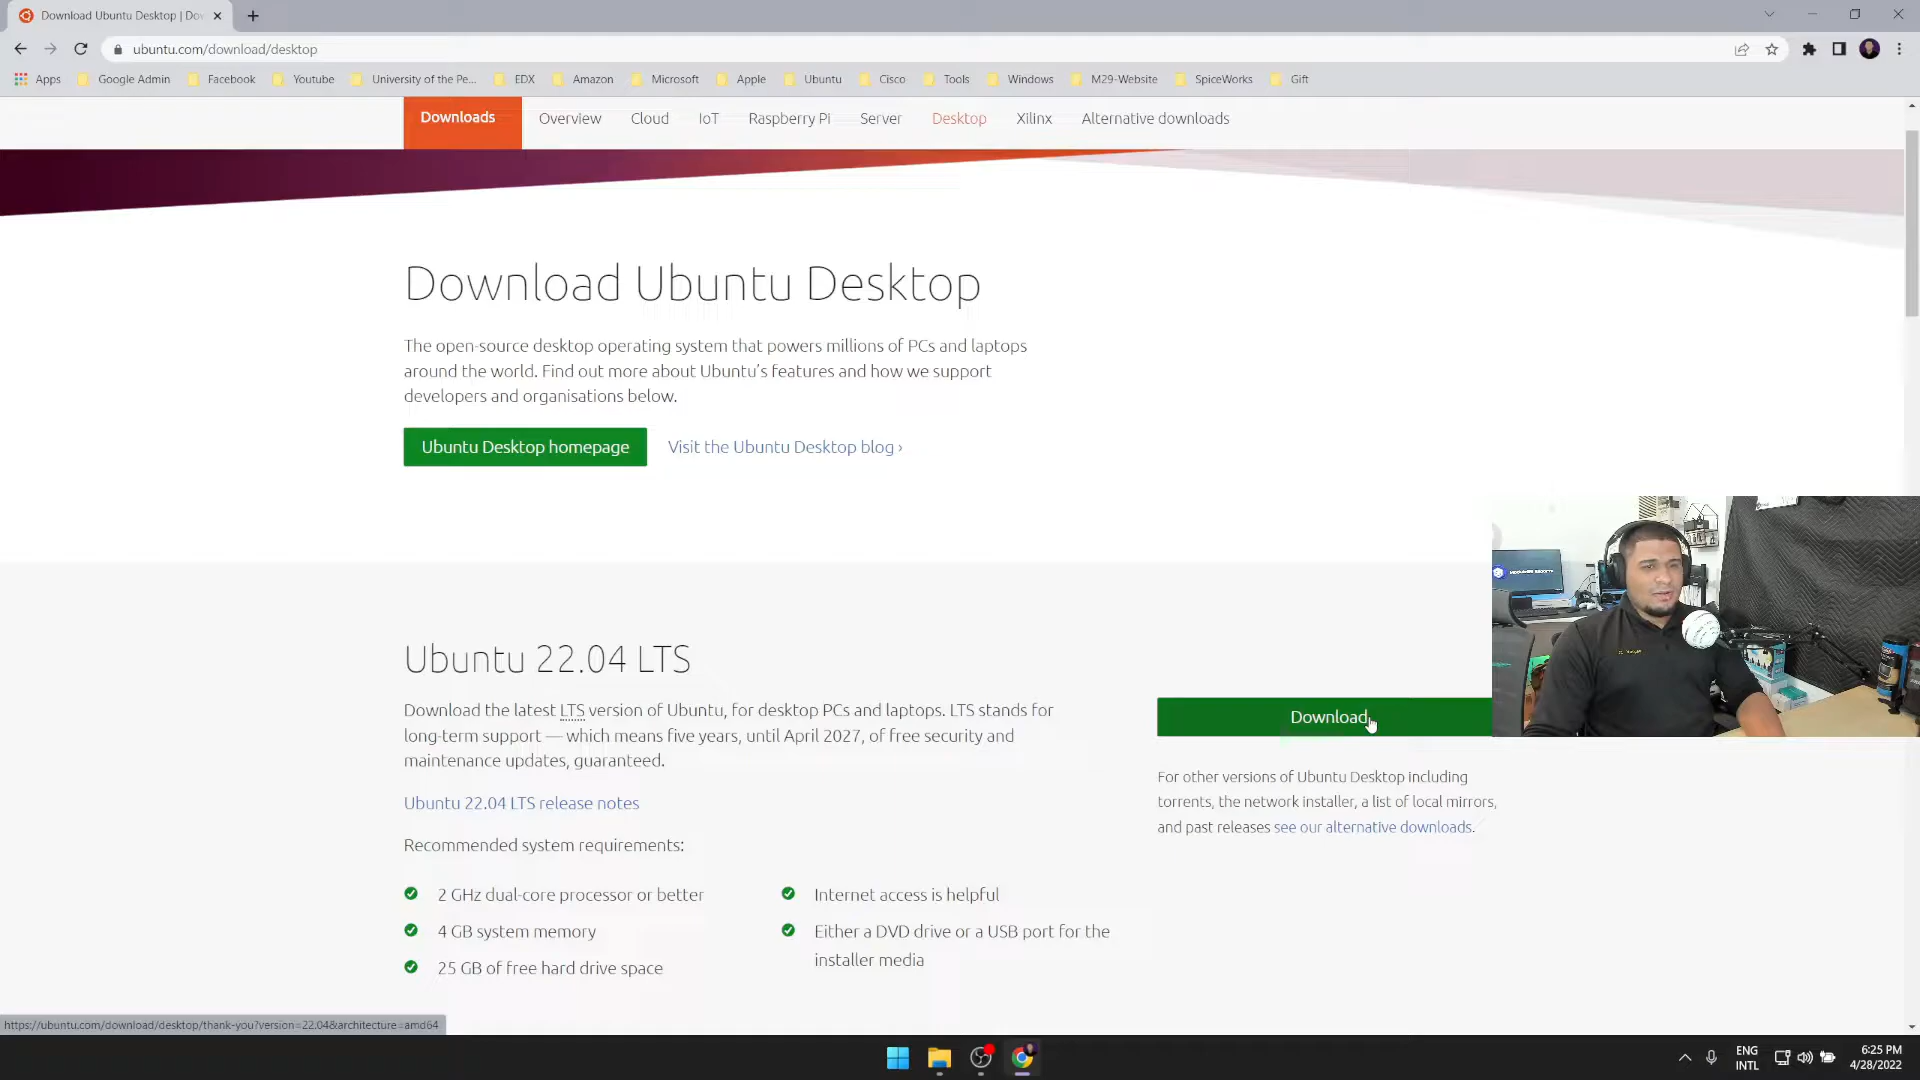 Download Ubuntu Desktop | Dow
ubuntu.com/download/desktop
Apps
Google Admin
Facebook
Youtube
University of the Pe...
EDX
Amazon
Microsoft
Apple
Ubuntu
Cisco
Tools
Windows
M29-Website
SpiceWorks
Gift
Downloads
Overview
Cloud
IoT
Raspberry Pi
Server
Desktop
Xilinx
Alternative downloads
Download Ubuntu Desktop
The open-source desktop operating system that powers millions of PCs and laptops
around the world. Find out more about Ubuntu's features and how we support
developers and organisations below.
Ubuntu Desktop homepage
Visit the Ubuntu Desktop blog ›
Ubuntu 22.04 LTS
Download the latest LTS version of Ubuntu, for desktop PCs and laptops. LTS stands for
long-term support — which means five years, until April 2027, of free security and
maintenance updates, guaranteed.
Ubuntu 22.04 LTS release notes
Recommended system requirements:
2 GHz dual-core processor or better
4 GB system memory
25 GB of free hard drive space
Internet access is helpful
Either a DVD drive or a USB port for the
installer media
Download
For other versions of Ubuntu Desktop including
torrents, the network installer, a list of local mirrors,
and past releases see our alternative downloads.
https://ubuntu.com/download/desktop/thank-you?version=22.04&architecture=amd64
ENG
INTL
6:25 PM
4/28/2022